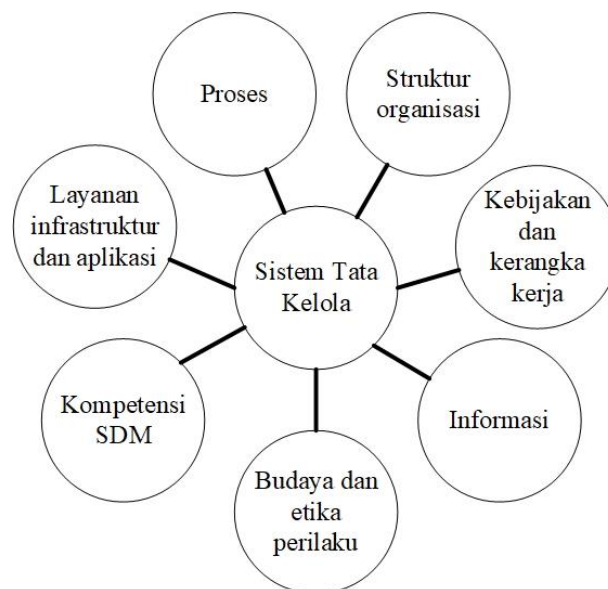 Proses
Struktur
organisasi
Layanan
infrastruktur
dan aplikasi
Kebijakan
dan
kerangka
kerja
Sistem Tata
Kelola
Kompetensi
SDM
Informasi
Budaya dan
etika
perilaku